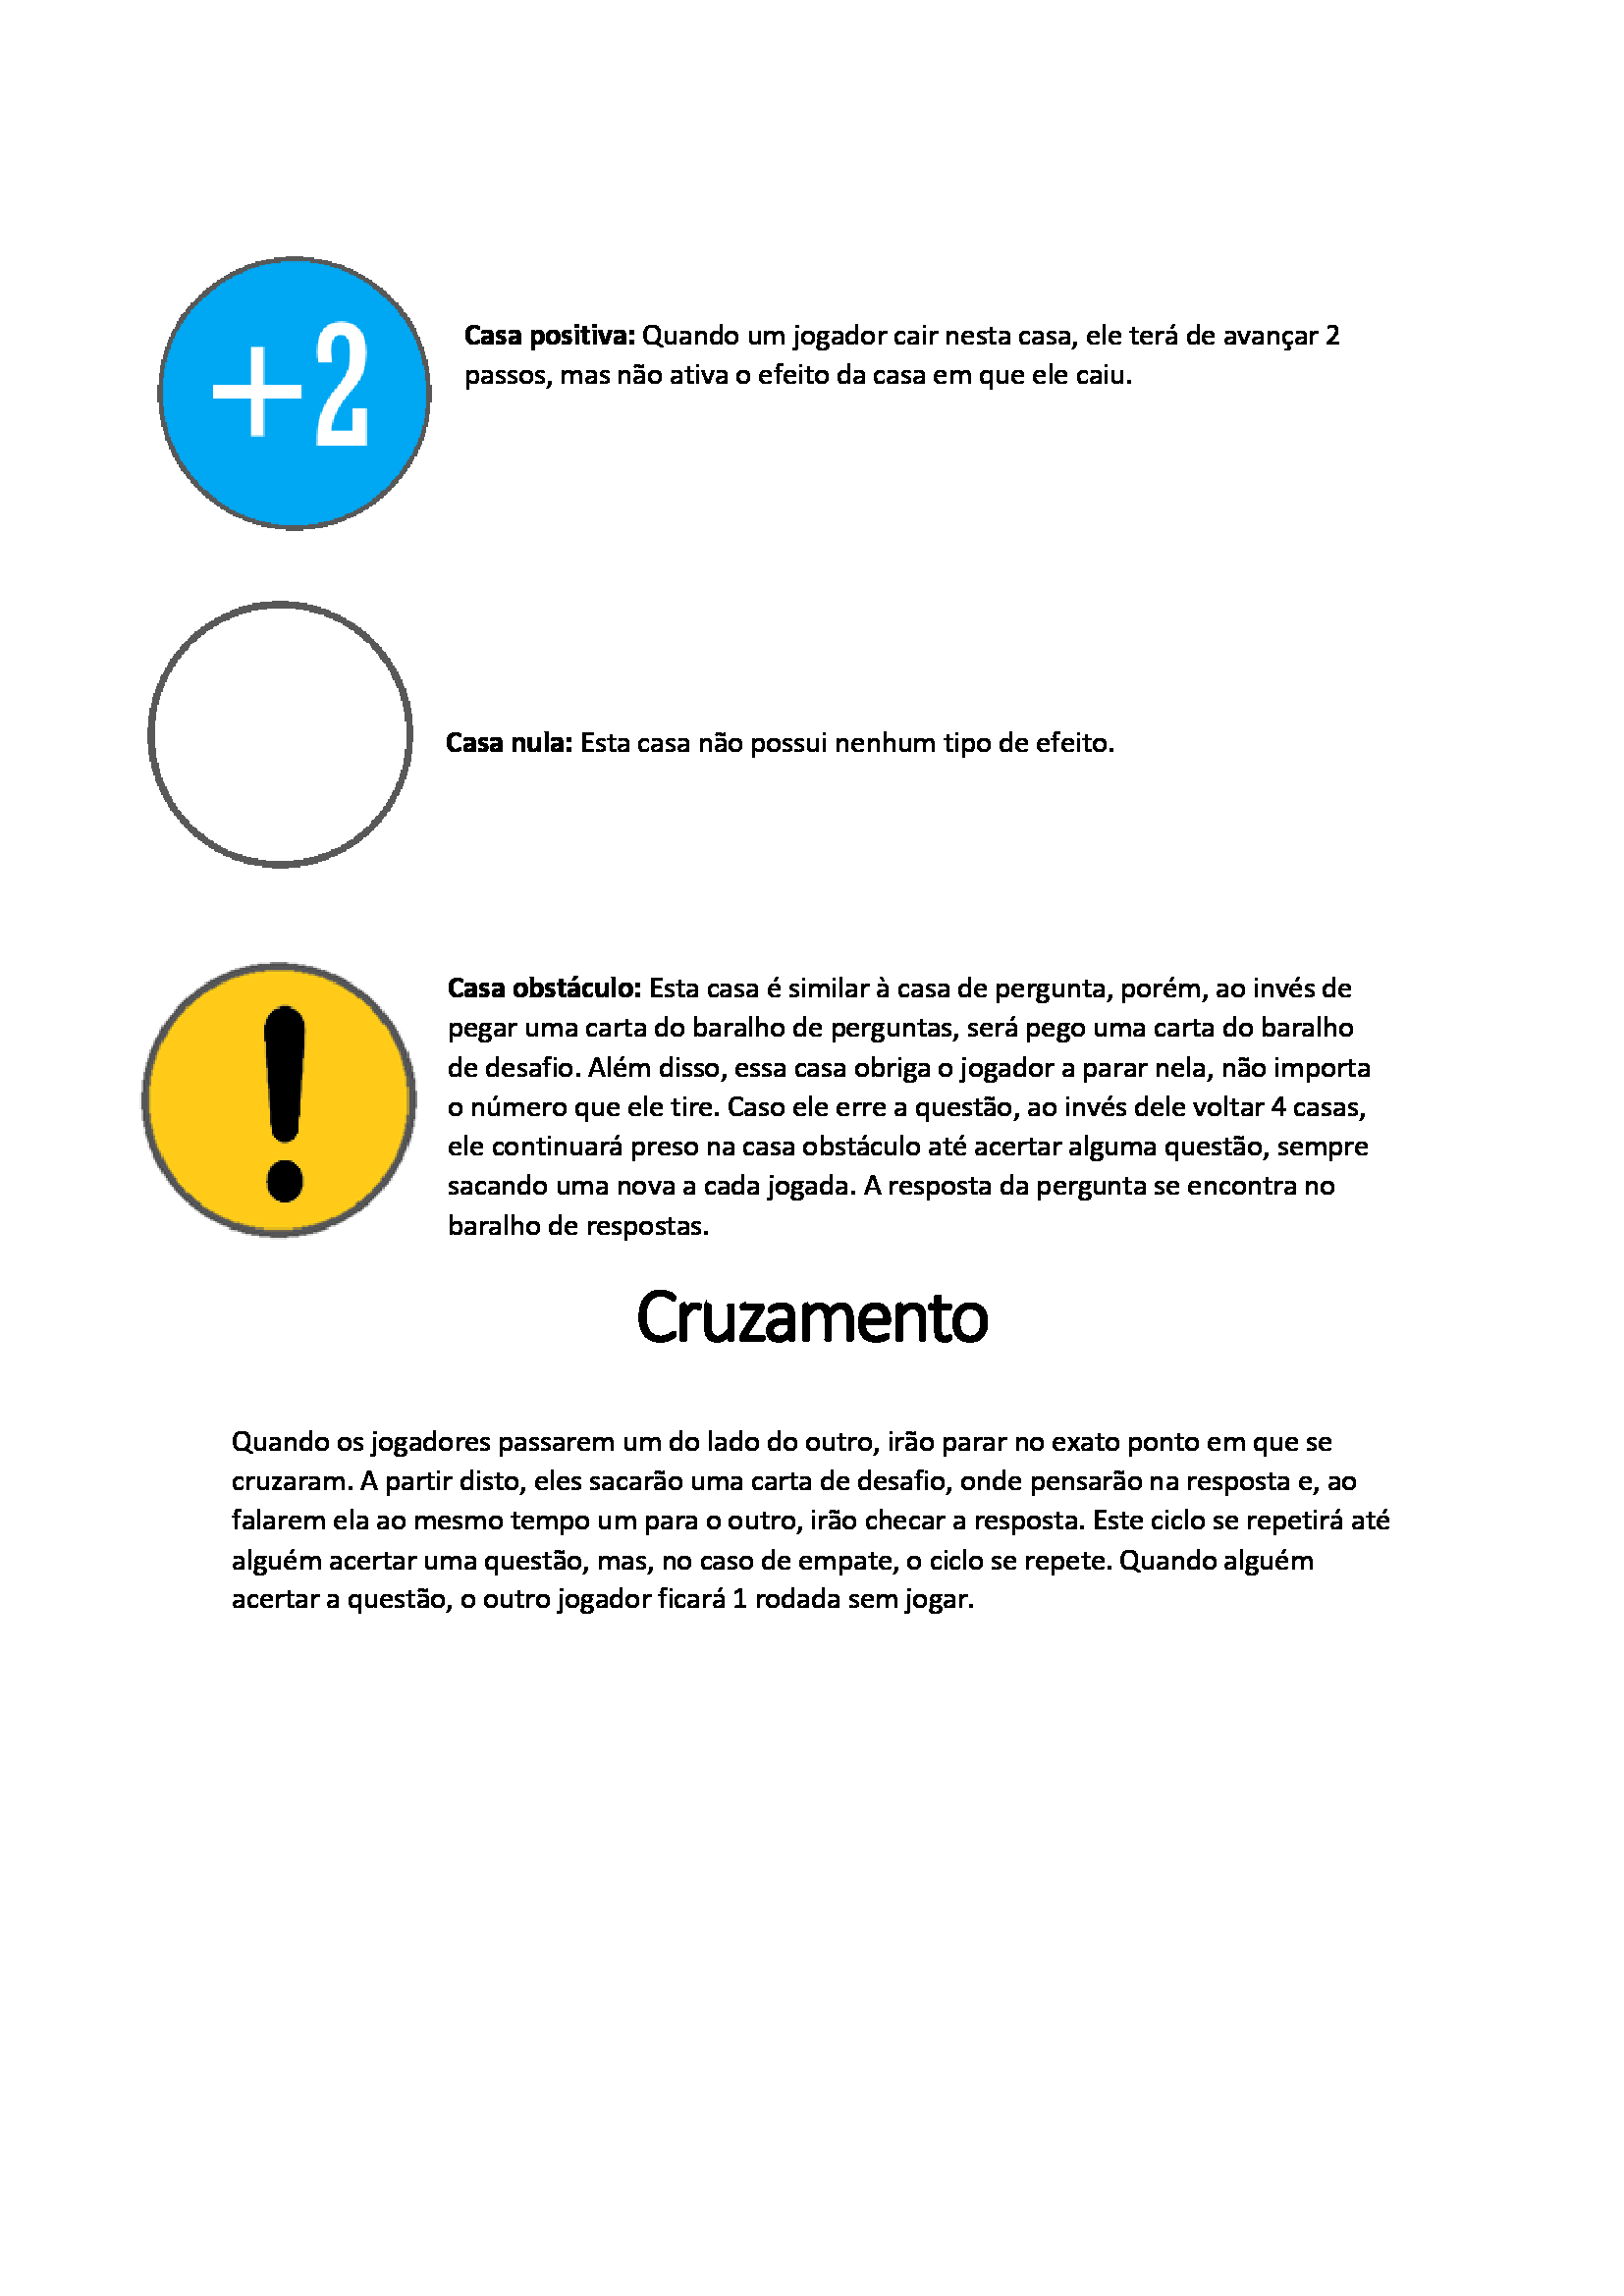 +2
Casa positiva: Quando um jogador cair nesta casa, ele terá de avançar 2
passos, mas não ativa o efeito da casa em que ele caiu.
Casa nula: Esta casa não possui nenhum tipo de efeito.
!
Casa obstáculo: Esta casa é similar à casa de pergunta, porém, ao invés de
pegar uma carta do baralho de perguntas, será pego uma carta do baralho
de desafio. Além disso, essa casa obriga o jogador a parar nela, não importa
o número que ele tire. Caso ele erre a questão, ao invés dele voltar 4 casas,
ele continuará preso na casa obstáculo até acertar alguma questão, sempre
sacando uma nova a cada jogada. A resposta da pergunta se encontra no
baralho de respostas.
Cruzamento
Quando os jogadores passarem um do lado do outro, irão parar no exato ponto em que se
cruzaram. A partir disto, eles sacarão uma carta de desafio, onde pensarão na resposta e, ao
falarem ela ao mesmo tempo um para o outro, irão checar a resposta. Este ciclo se repetirá até
alguém acertar uma questão, mas, no caso de empate, o ciclo se repete. Quando alguém
acertar a questão, o outro jogador ficará 1 rodada sem jogar.